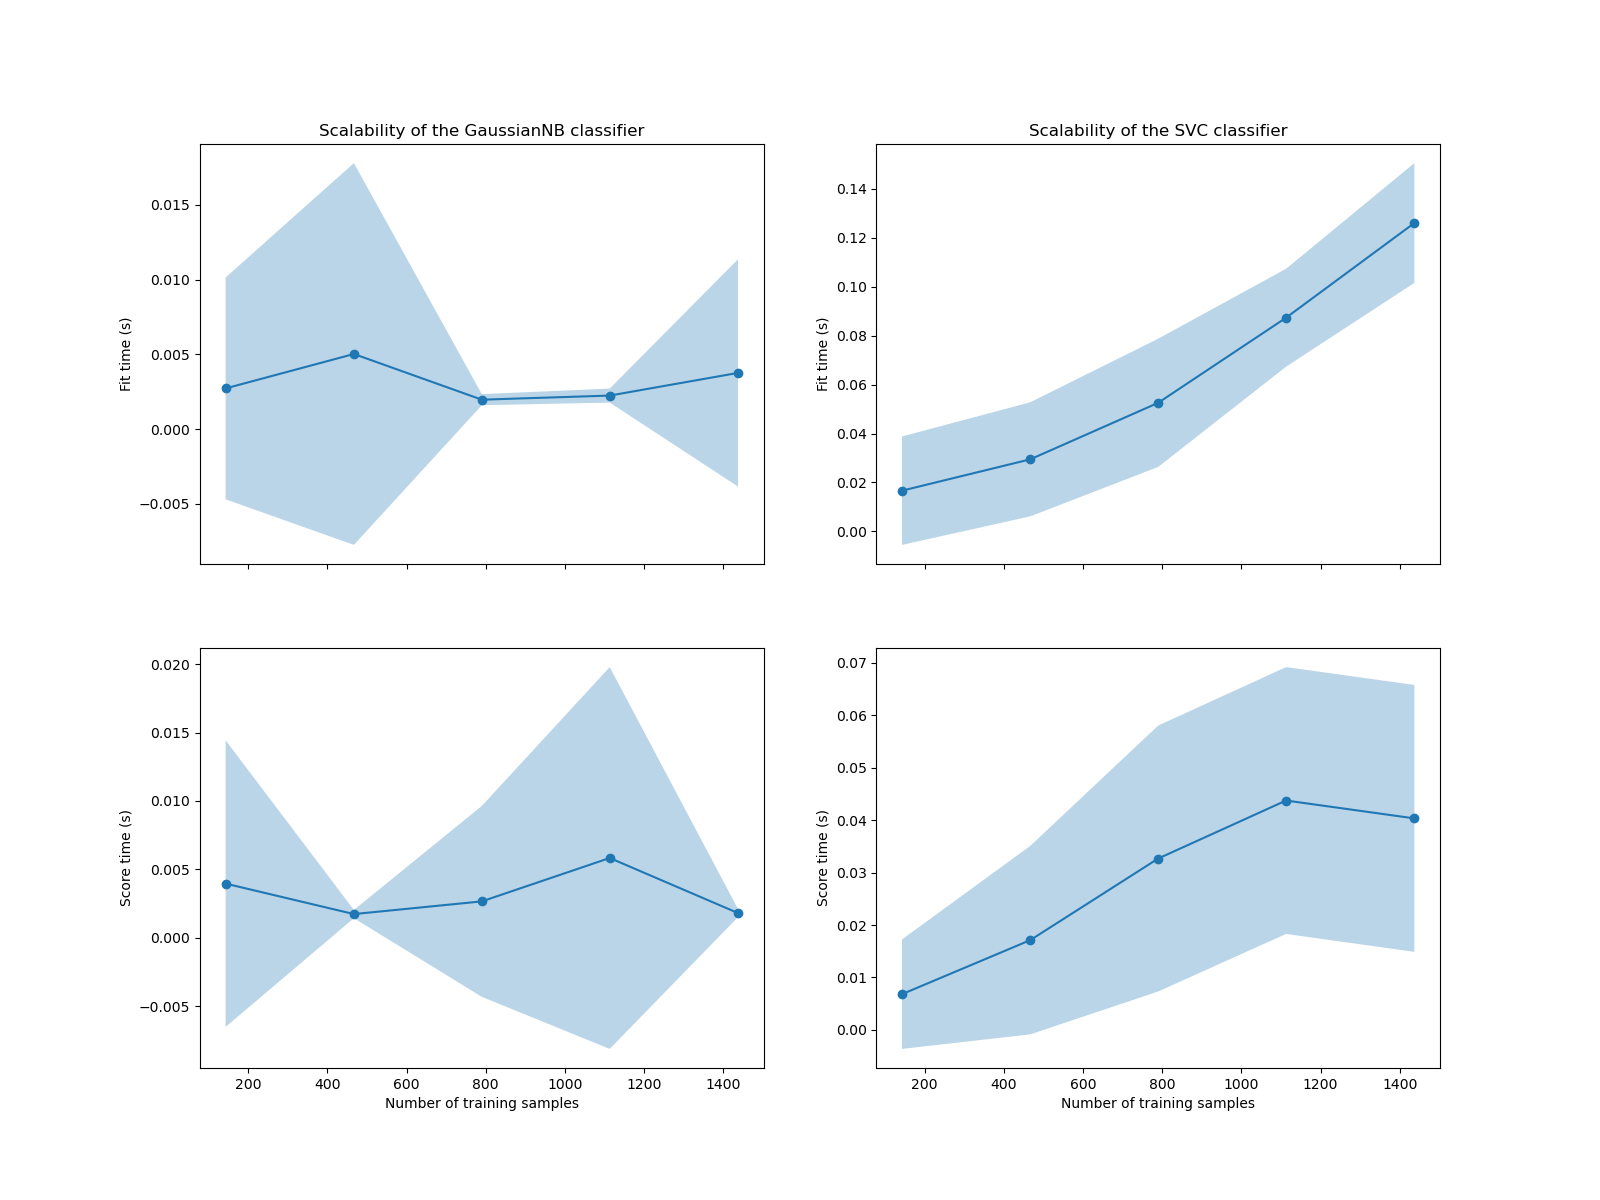 Scalability of the GaussianNB classifier
0.015
0.010
0.005
0.000
−0.005
Fit time (s)
Scalability of the SVC classifier
0.14
0.12
0.10
0.08
0.06
0.04
0.02
0.00
Fit time (s)
0.020
0.015
0.010
0.005
0.000
−0.005
Score time (s)
200 400 600 800 1000 1200 1400
Number of training samples
0.07
0.06
0.05
0.04
0.03
0.02
0.01
0.00
Score time (s)
200 400 600 800 1000 1200 1400
Number of training samples